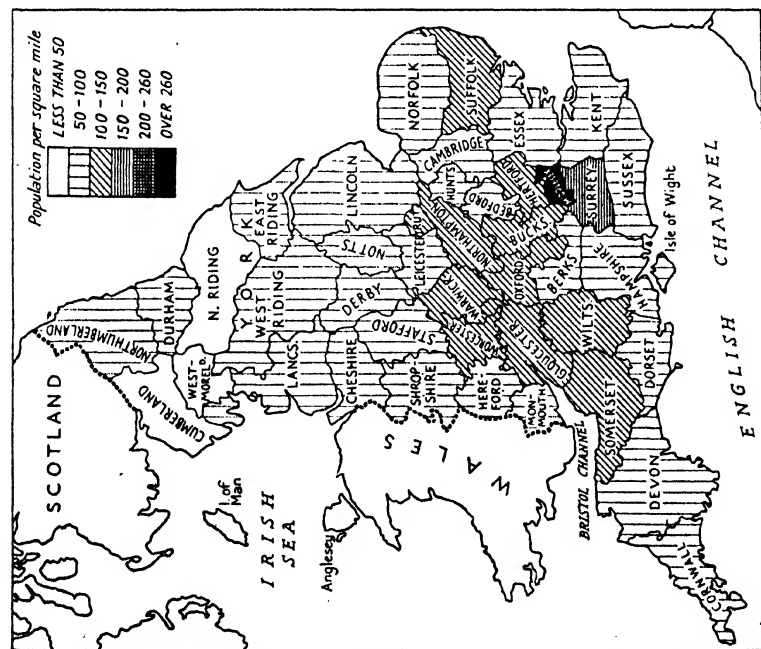 Population per square mile
LESS THAN 50
50 - 100
100 - 150
150 - 200
200 - 260
OVER 260
SCOTLAND
NORTHUMBERLAND
CUMBERLAND
DURHAM
WEST-
MORELD.
N. RIDING
YORK
EAST
RIDING
WEST
RIDING
LANCS.
I. of
Man
IRISH
SEA
Anglesey
CHESHIRE
DERBY
NOTTS
LINCOLN
SHROP-
SHIRE
STAFFORD
LEICESTER
RUT.
NORFOLK
WALES
HERE-
FORD
WORCESTER
WARWICK
NORTHAMPTON
HUNTS
CAMBRIDGE
SUFFOLK
BEDFORD
MON-
MOUTH
GLOUCESTER
OXFORD
BUCKS
HERTFORD
ESSEX
BRISTOL CHANNEL
WILTS
BERKS
SURREY
KENT
SOMERSET
HAMPSHIRE
SUSSEX
DEVON
DORSET
CORNWALL
Isle of Wight
ENGLISH CHANNEL